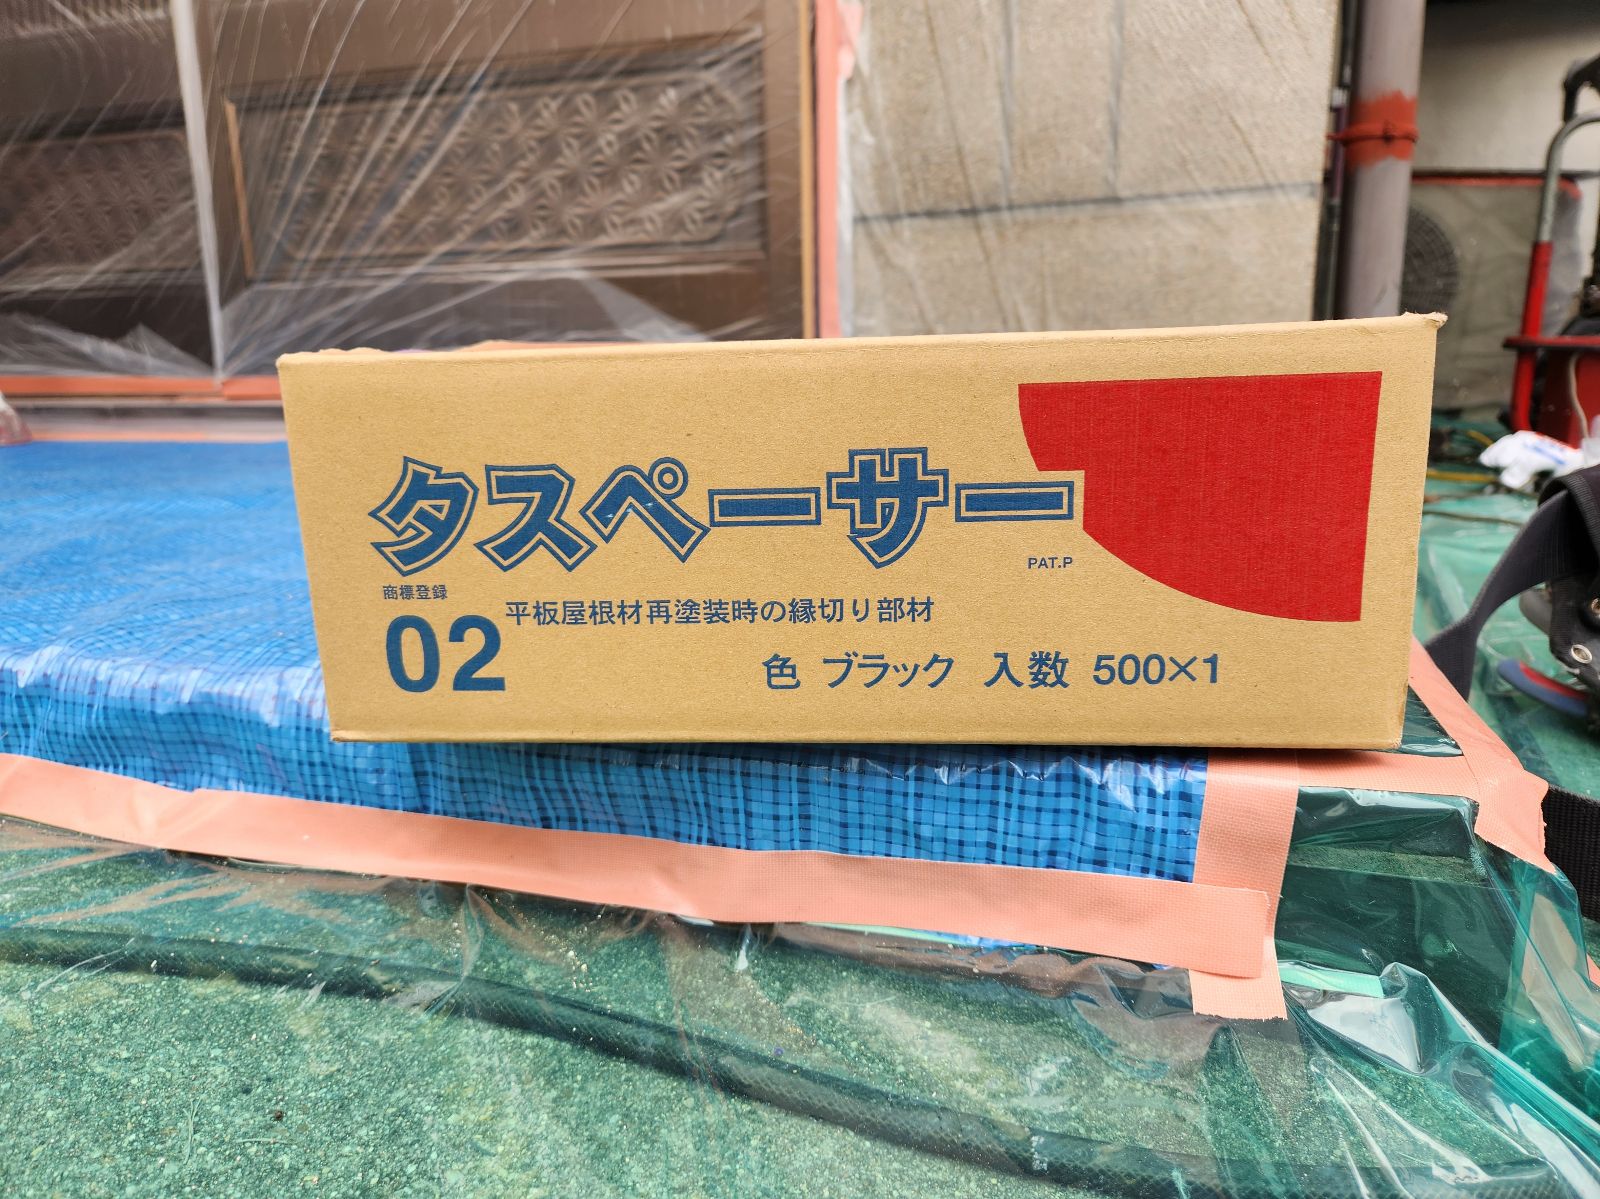 タスペーサー
PAT.P
商標登録
02 平板屋根材再塗装時の縁切り部材
色 ブラック 入数 500×1